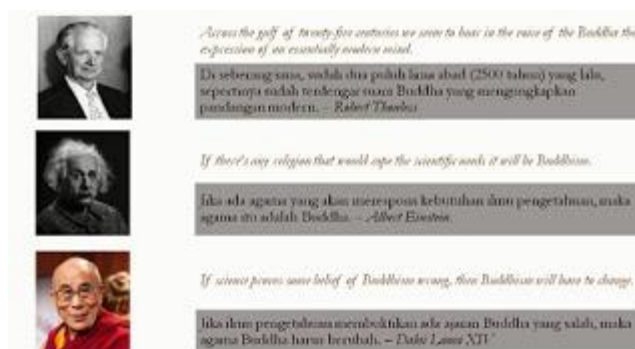 Across the gulf of twenty-five centuries we seem to hear in the voice of the Buddha the
expression of an essentially modern mind.
Di seberang sana, sudah dua puluh lima abad (2500 tahun) yang lalu,
sepertinya sudah terdengar suara Buddha yang mengungkapkan
pandangan modern. – Robert Thouless
If there's any religion that would cope the scientific needs it will be Buddhism.
Jika ada agama yang akan merespons kebutuhan ilmu pengetahuan, maka
agama itu adalah Buddha. – Albert Einstein
If science proves some belief of Buddhism wrong, then Buddhism will have to change.
Jika ilmu pengetahuan membuktikan ada ajaran Buddha yang salah, maka
agama Buddha harus berubah. – Dalai Lama XIV